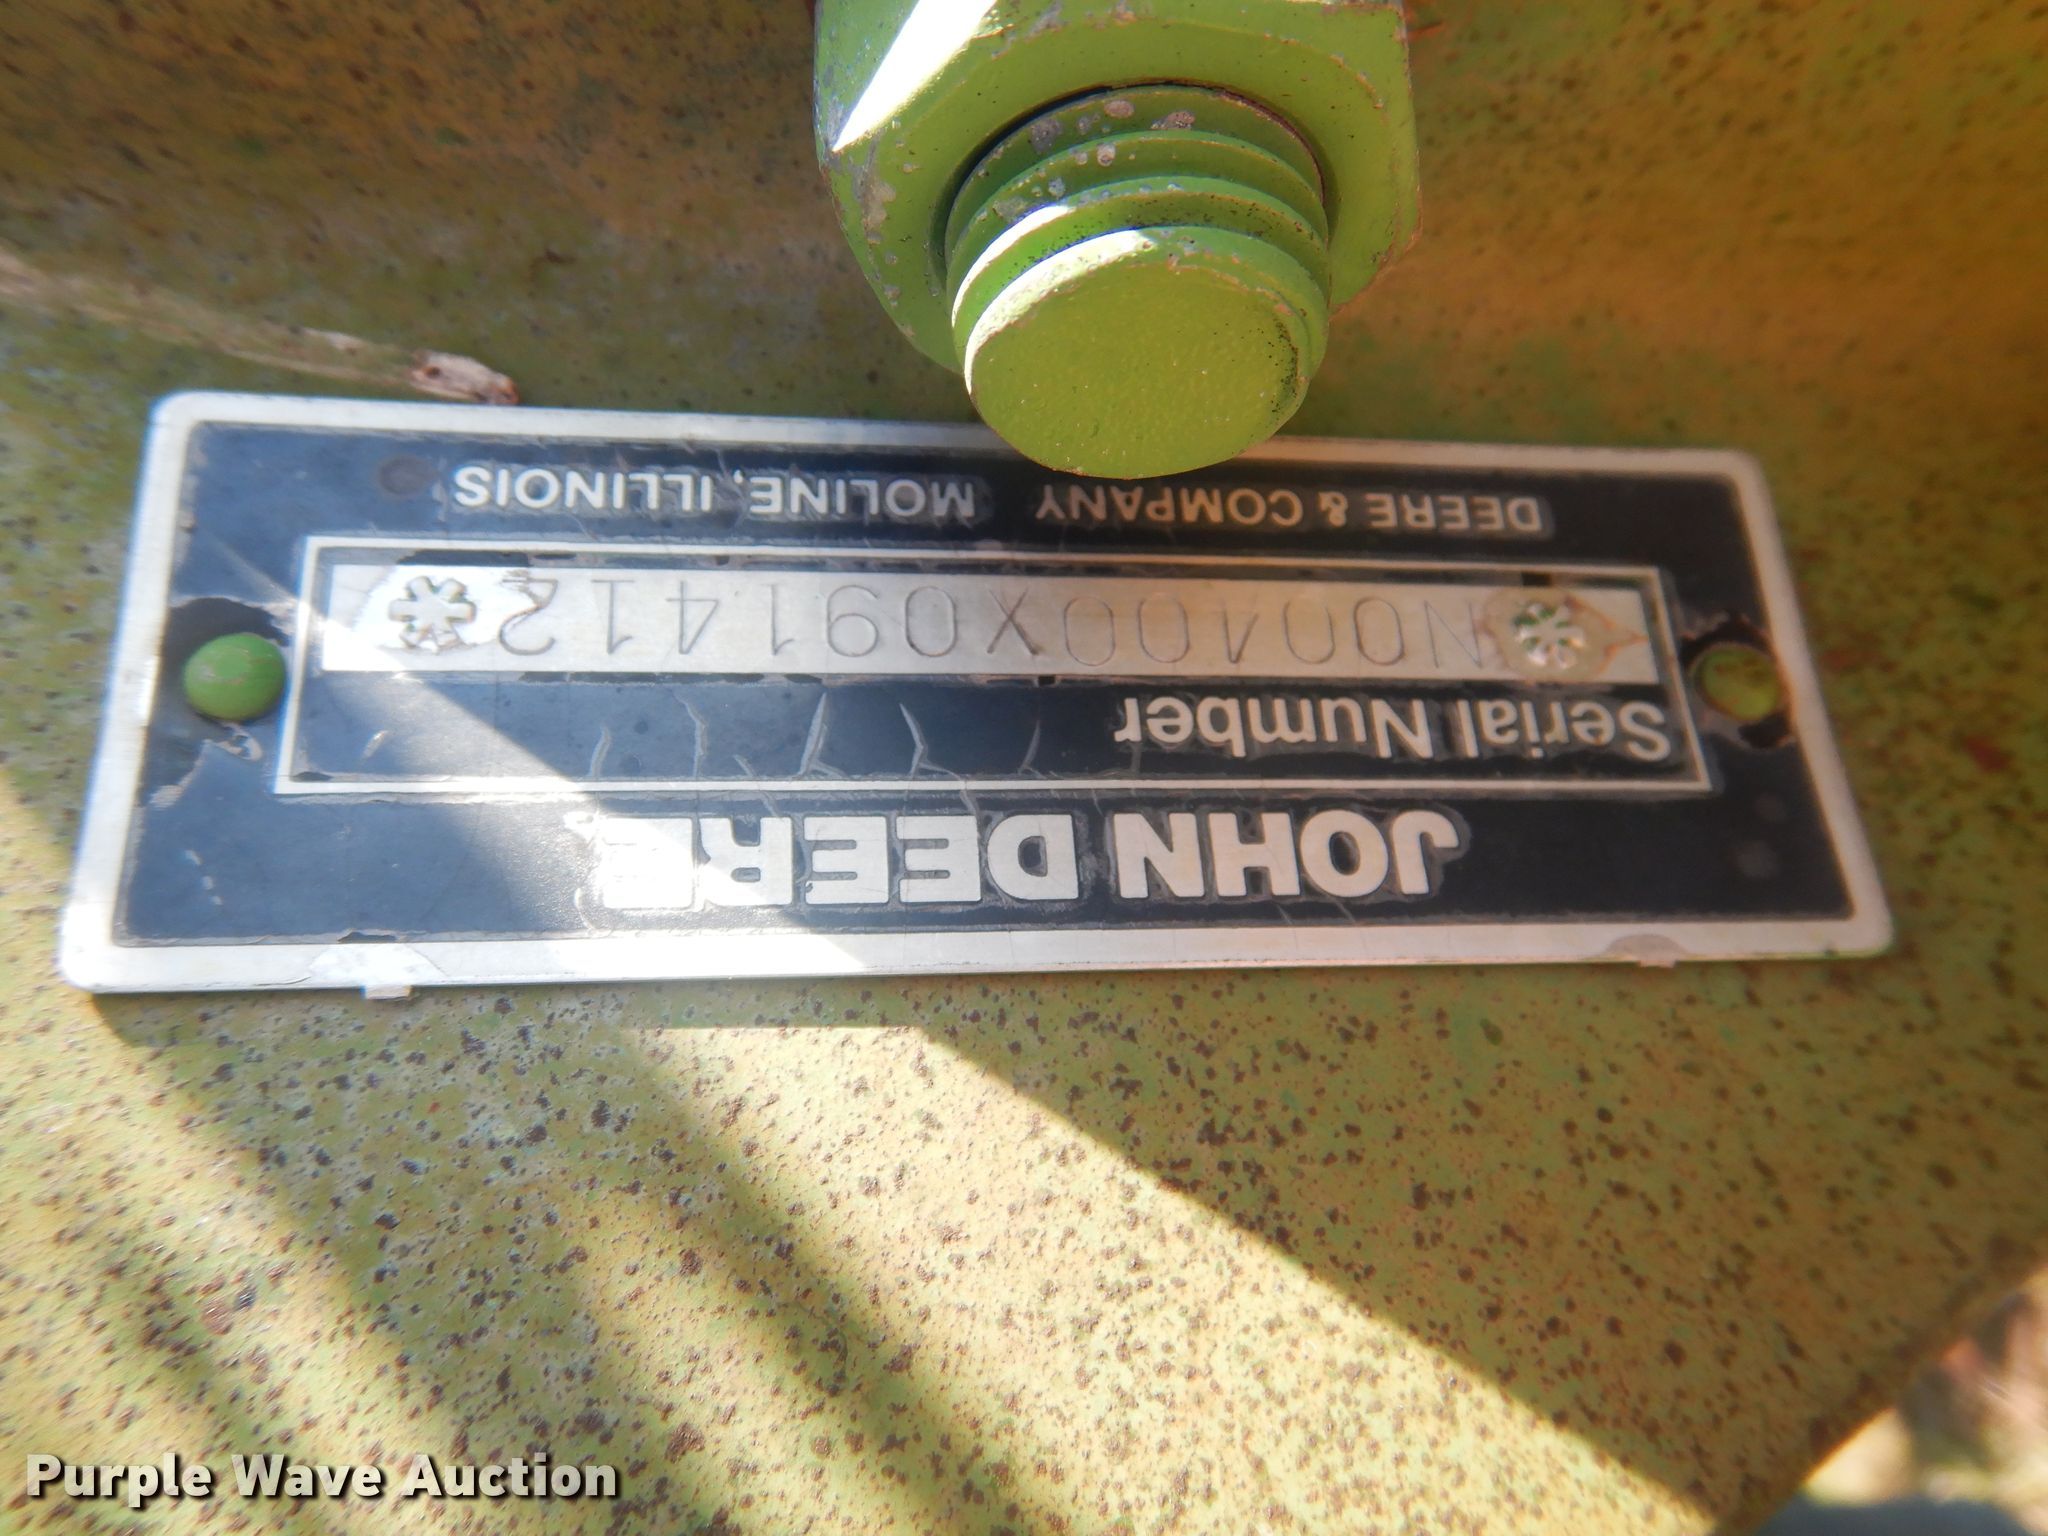 JOHN DEERE
Serial Number
*N00400X091412*
DEERE & COMPANY MOLINE, ILLINOIS
Purple Wave Auction